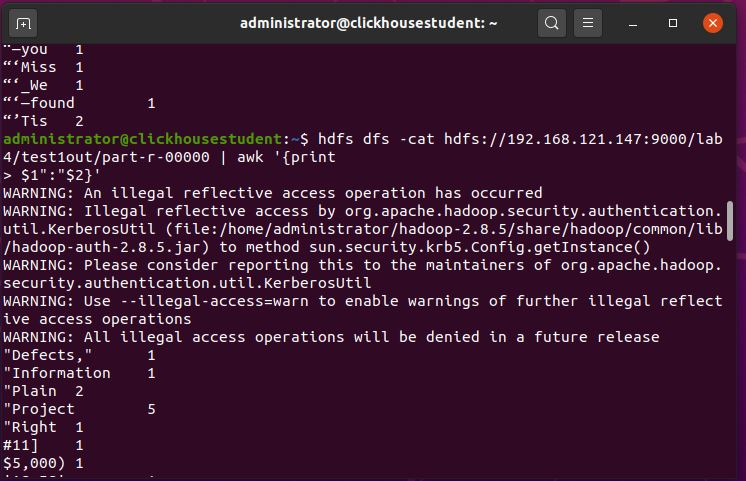 administrator@clickhousestudent: ~
“—you 1
“‘Miss 1
“‘_We 1
“‘—found 1
“’Tis 2
administrator@clickhousestudent:~$ hdfs dfs -cat hdfs://192.168.121.147:9000/lab
4/test1out/part-r-00000 | awk '{print
> $1":"$2}'
WARNING: An illegal reflective access operation has occurred
WARNING: Illegal reflective access by org.apache.hadoop.security.authentication.
util.KerberosUtil (file:/home/administrator/hadoop-2.8.5/share/hadoop/common/lib
/hadoop-auth-2.8.5.jar) to method sun.security.krb5.Config.getInstance()
WARNING: Please consider reporting this to the maintainers of org.apache.hadoop.
security.authentication.util.KerberosUtil
WARNING: Use --illegal-access=warn to enable warnings of further illegal reflect
ive access operations
WARNING: All illegal access operations will be denied in a future release
"Defects," 1
"Information 1
"Plain 2
"Project 5
"Right 1
#11] 1
$5,000) 1